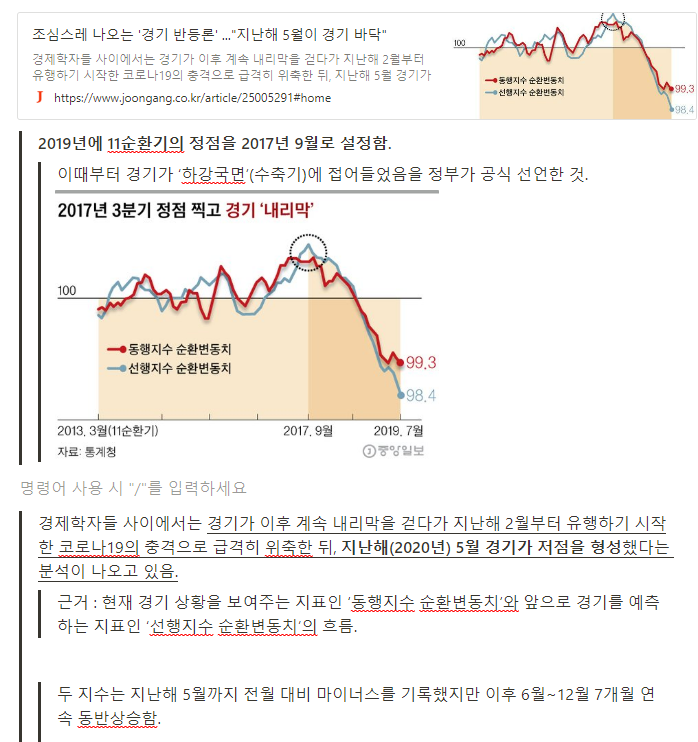 조심스레 나오는 '경기 반등론' ..."지난해 5월이 경기 바닥"
경제학자들 사이에서는 경기가 이후 계속 내리막을 걷다가 지난해 2월부터
유행하기 시작한 코로나19의 충격으로 급격히 위축한 뒤, 지난해 5월 경기가
J https://www.joongang.co.kr/article/25005291#home
100
동행지수 순환변동치
선행지수 순환변동치
99.3
98.4
2019년에 11순환기의 정점을 2017년 9월로 설정함.
이때부터 경기가 ‘하강국면’(수축기)에 접어들었음을 정부가 공식 선언한 것.
2017년 3분기 정점 찍고 경기 ‘내리막’
100
동행지수 순환변동치
선행지수 순환변동치
99.3
98.4
2013. 3월(11순환기) 2017. 9월 2019. 7월
자료: 통계청 J중앙일보
명령어 사용 시 "/"를 입력하세요
경제학자들 사이에서는 경기가 이후 계속 내리막을 걷다가 지난해 2월부터 유행하기 시작
한 코로나19의 충격으로 급격히 위축한 뒤, 지난해(2020년) 5월 경기가 저점을 형성했다는
분석이 나오고 있음.
근거 : 현재 경기 상황을 보여주는 지표인 ‘동행지수 순환변동치’와 앞으로 경기를 예측
하는 지표인 ‘선행지수 순환변동치’의 흐름.
두 지수는 지난해 5월까지 전월 대비 마이너스를 기록했지만 이후 6월~12월 7개월 연
속 동반상승함.